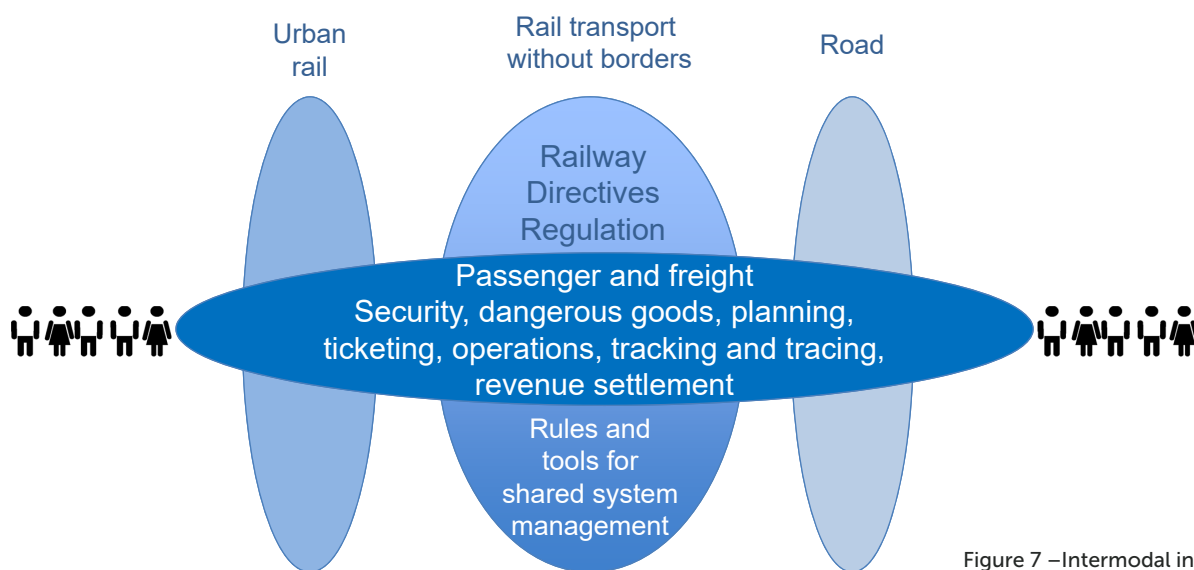 Urban
rail
Rail transport
without borders
Road
Railway
Directives
Regulation
Passenger and freight
Security, dangerous goods, planning,
ticketing, operations, tracking and tracing,
revenue settlement
Rules and
tools for
shared system
management
Figure 7 –Intermodal in